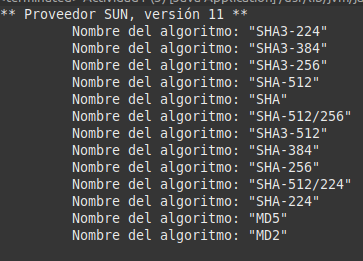 ** Proveedor SUN, versión 11 **
Nombre del algoritmo: "SHA3-224"
Nombre del algoritmo: "SHA3-384"
Nombre del algoritmo: "SHA3-256"
Nombre del algoritmo: "SHA-512"
Nombre del algoritmo: "SHA"
Nombre del algoritmo: "SHA-512/256"
Nombre del algoritmo: "SHA3-512"
Nombre del algoritmo: "SHA-384"
Nombre del algoritmo: "SHA-256"
Nombre del algoritmo: "SHA-512/224"
Nombre del algoritmo: "SHA-224"
Nombre del algoritmo: "MD5"
Nombre del algoritmo: "MD2"